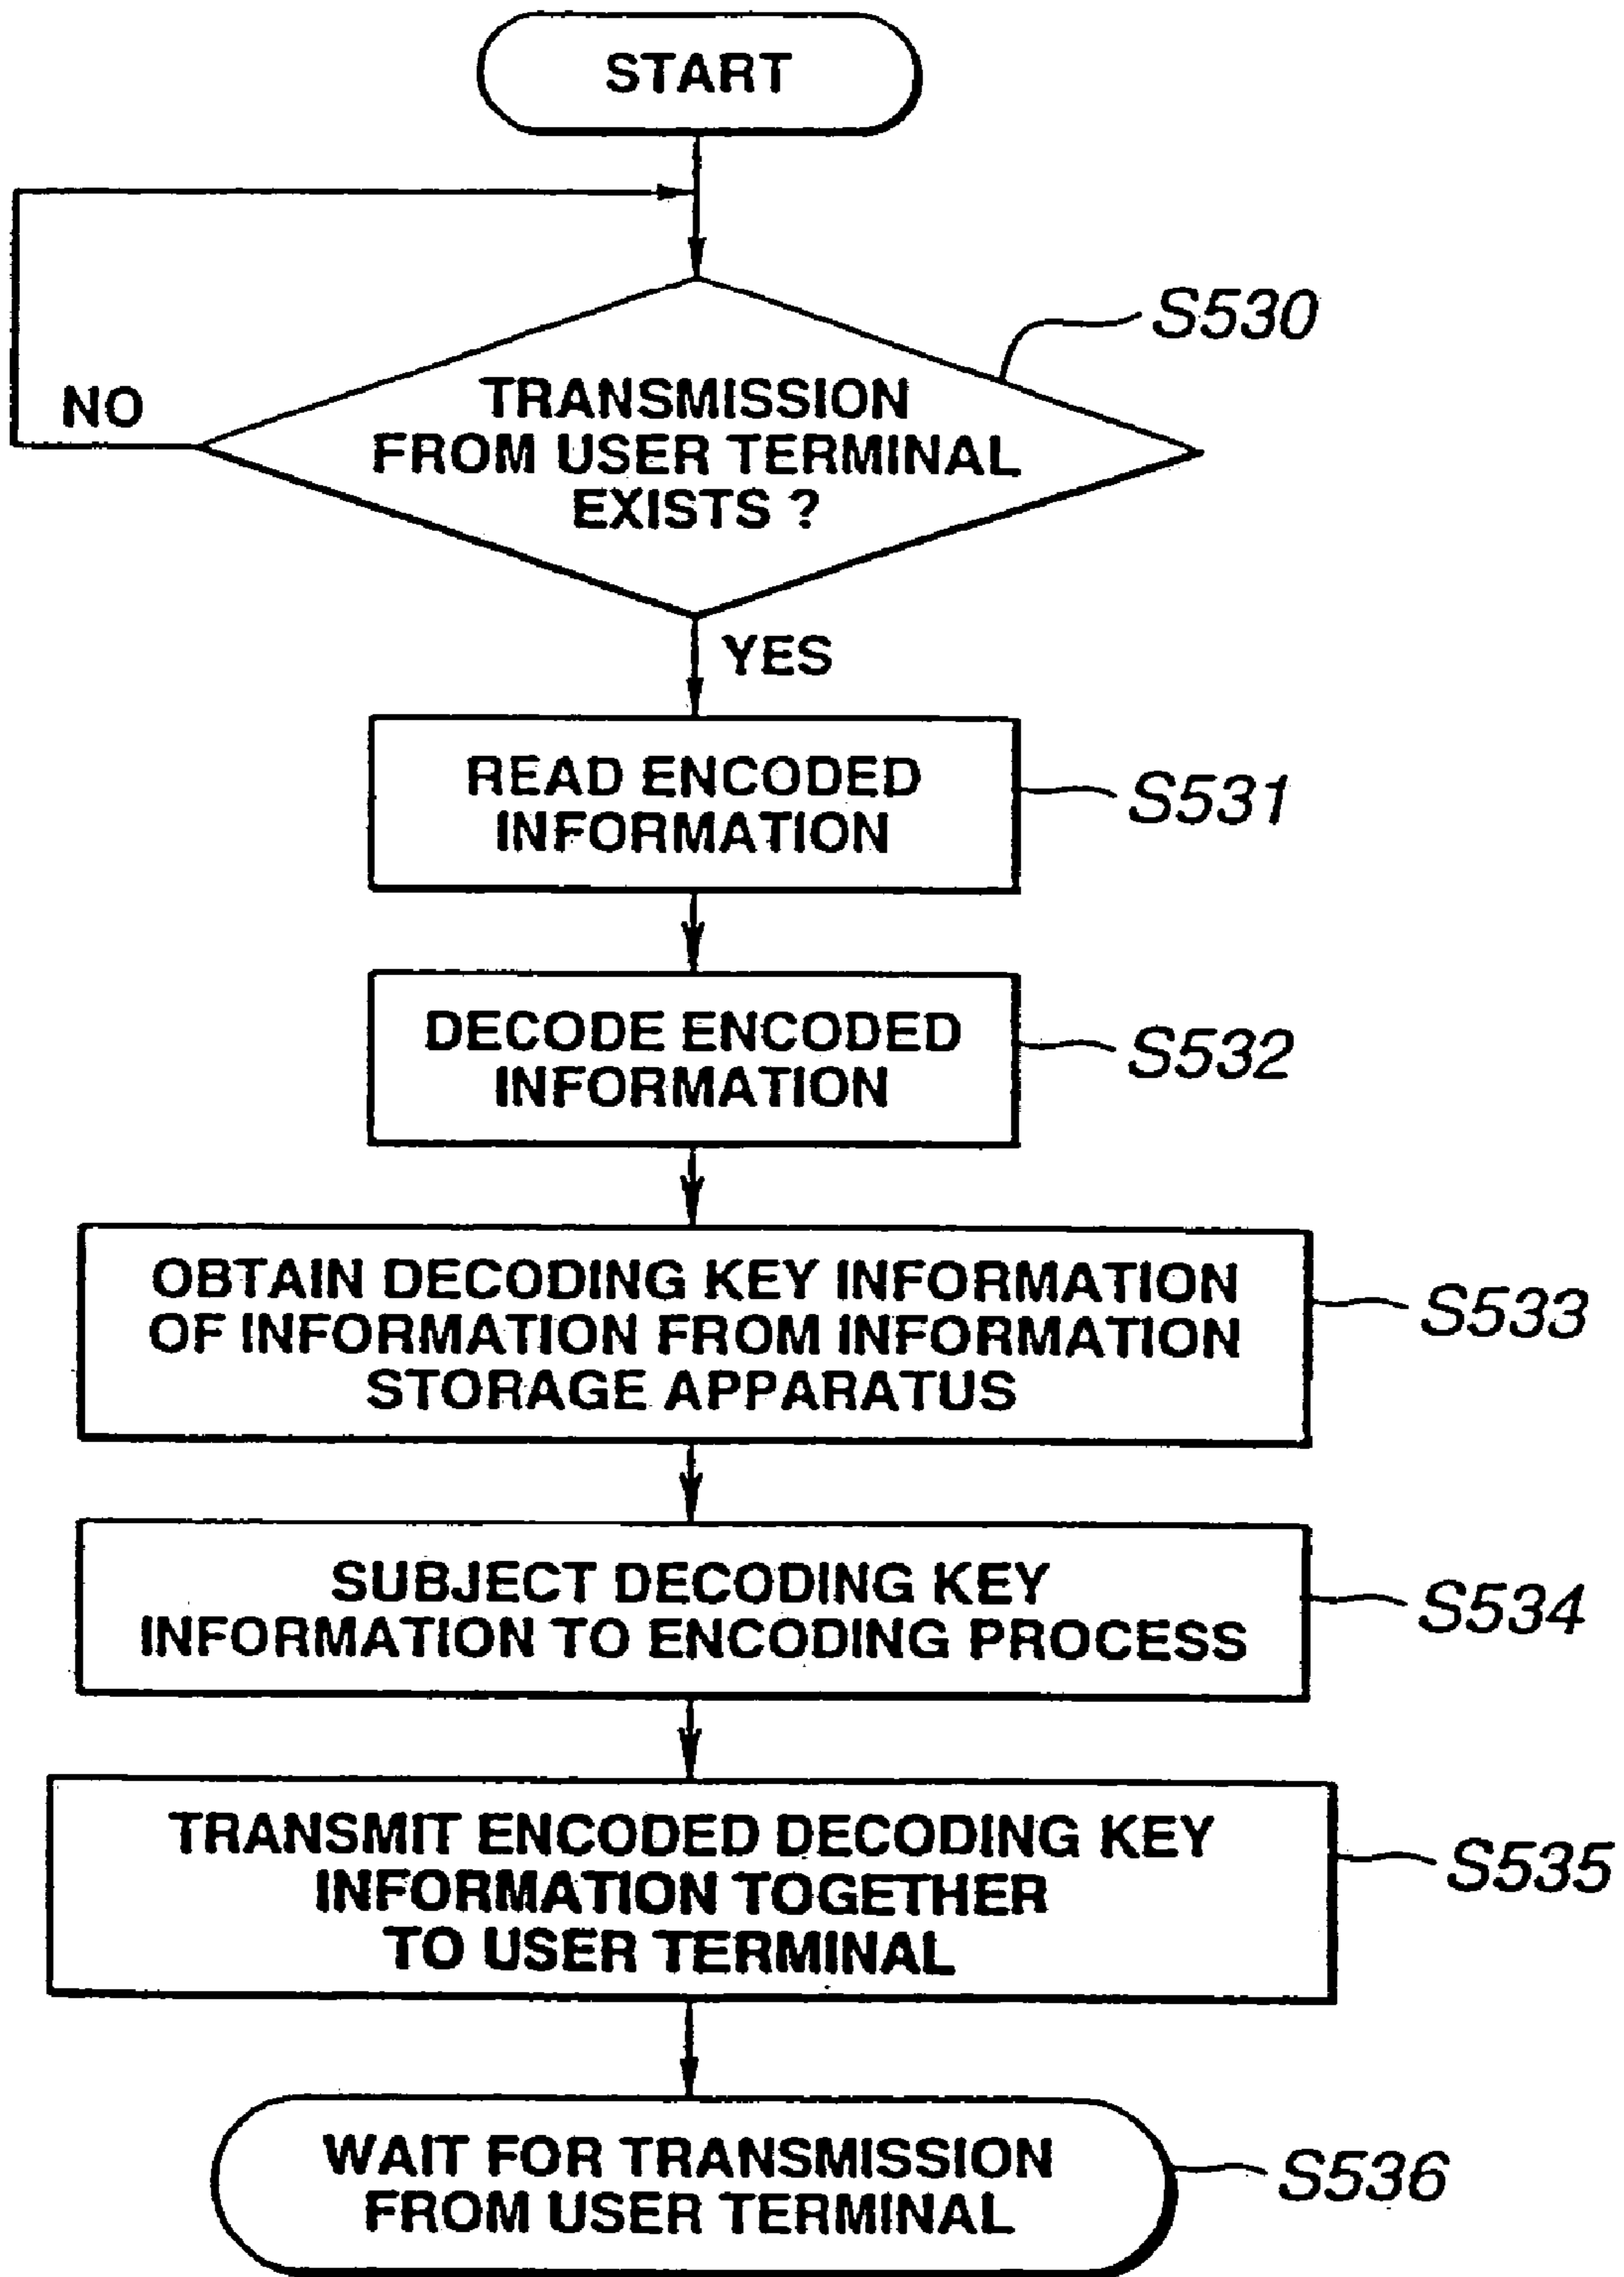 START
S530
NO
TRANSMISSION
FROM USER TERMINAL
EXISTS ?
YES
READ ENCODED
INFORMATION
S531
DECODE ENCODED
INFORMATION
S532
OBTAIN DECODING KEY INFORMATION
OF INFORMATION FROM INFORMATION
STORAGE APPARATUS
S533
SUBJECT DECODING KEY
INFORMATION TO ENCODING PROCESS
S534
TRANSMIT ENCODED DECODING KEY
INFORMATION TOGETHER
TO USER TERMINAL
S535
WAIT FOR TRANSMISSION
FROM USER TERMINAL
S536